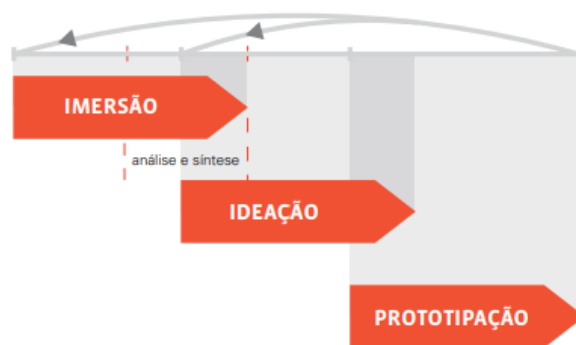 IMERSÃO
análise e síntese
IDEAÇÃO
PROTOTIPAÇÃO